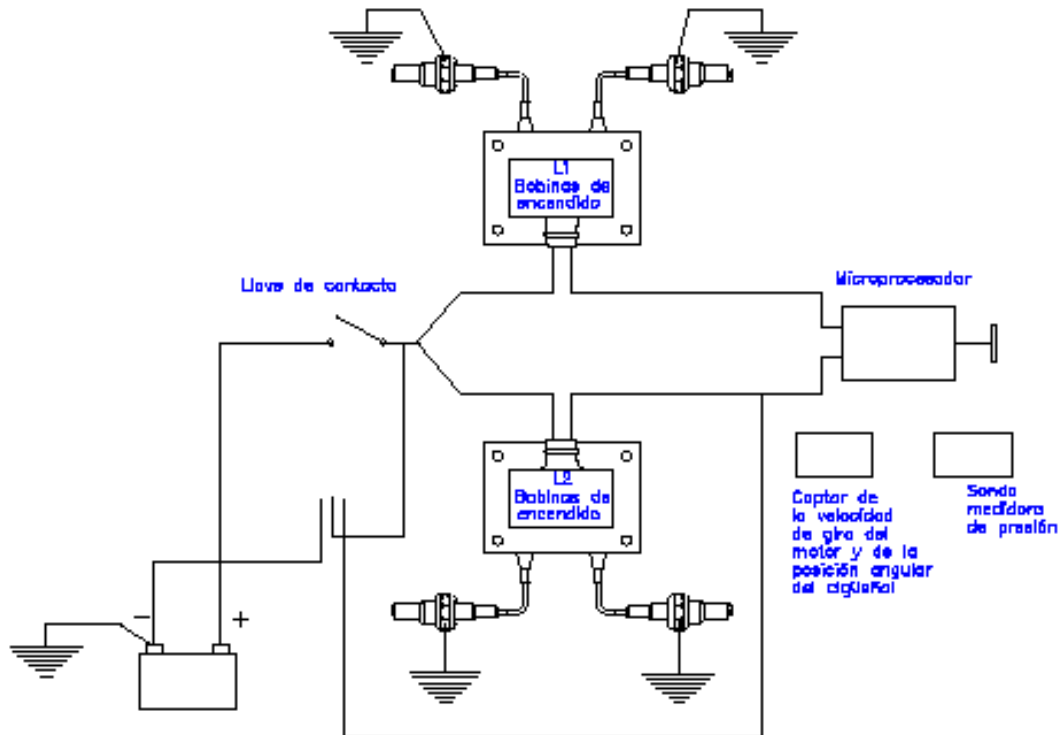 L1
Bobinas de
encendido
Llave de contacto
Microprocesador
L2
Bobinas de
encendido
Captor de
la velocidad
de giro del
motor y de la
posición angular
del cigüeñal
Sonda
medidora
de presión
- +